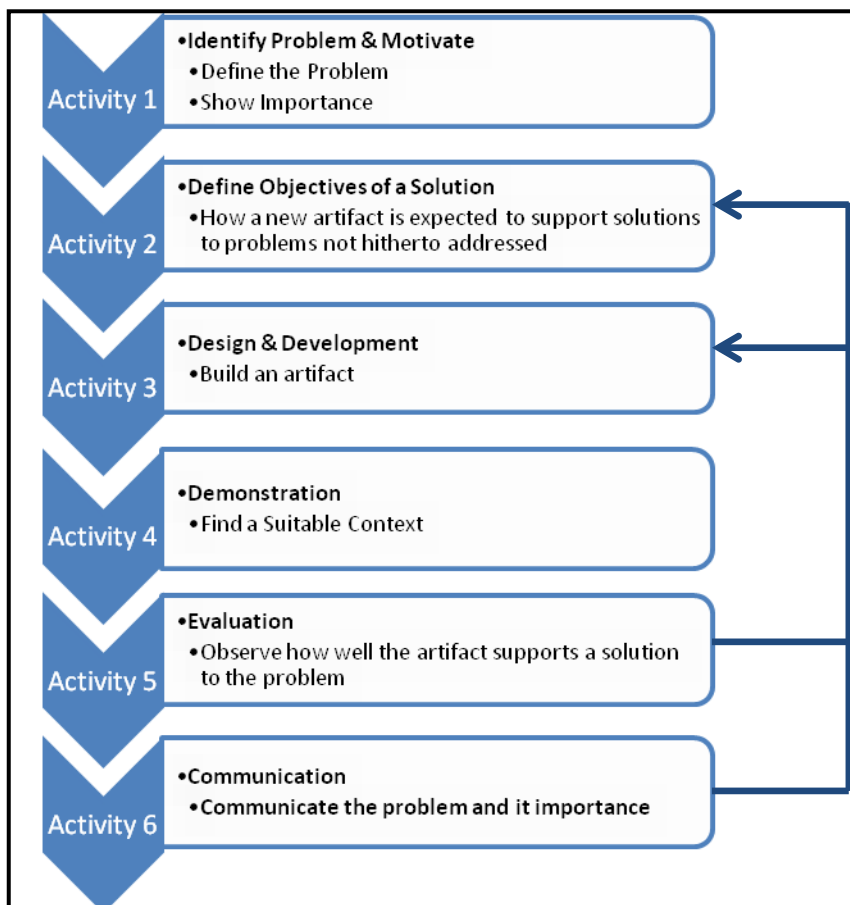 Activity 1
•Identify Problem & Motivate
•Define the Problem
•Show Importance
Activity 2
•Define Objectives of a Solution
•How a new artifact is expected to support solutions
to problems not hitherto addressed
Activity 3
•Design & Development
•Build an artifact
Activity 4
•Demonstration
•Find a Suitable Context
Activity 5
•Evaluation
•Observe how well the artifact supports a solution
to the problem
Activity 6
•Communication
•Communicate the problem and it importance